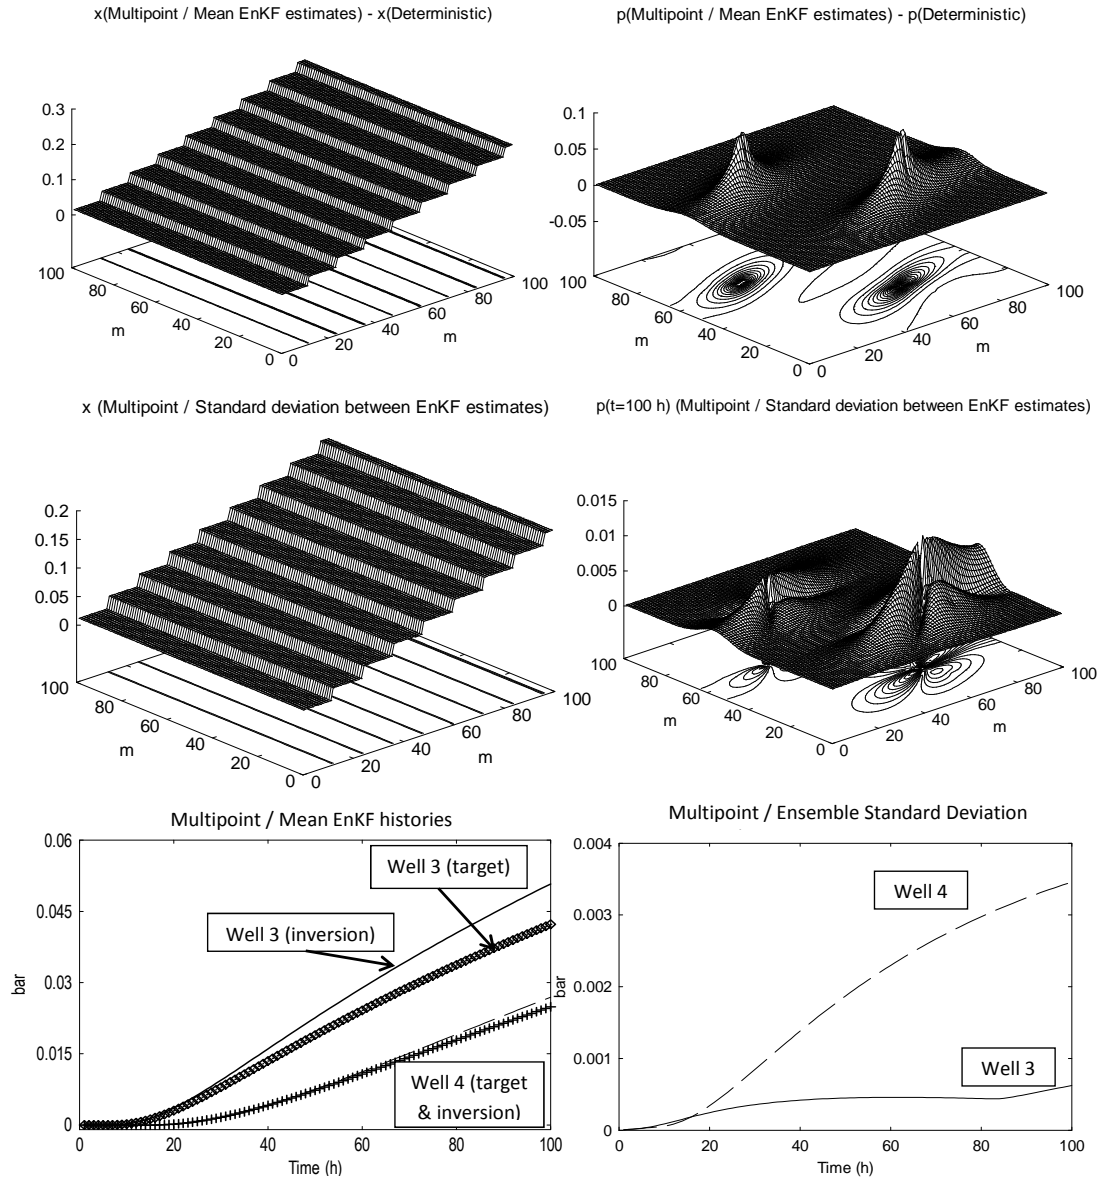 x(Multipoint / Mean EnKF estimates) - x(Deterministic)
p(Multipoint / Mean EnKF estimates) - p(Deterministic)
0.3
0.2
0.1
0
100
80
60
40
20
0
0
20
40
60
80
100
m
m
0.1
0.05
0
-0.05
100
80
60
40
20
0
0
20
40
60
80
100
m
m
x (Multipoint / Standard deviation between EnKF estimates)
p(t=100 h) (Multipoint / Standard deviation between EnKF estimates)
0.2
0.15
0.1
0.05
0
100
80
60
40
20
0
0
20
40
60
80
100
m
m
0.015
0.010
0.005
0
100
80
60
40
20
0
0
20
40
60
80
100
m
m
Multipoint / Mean EnKF histories
0.06
0.045
0.03
0.015
0
bar
Well 3 (target)
Well 3 (inversion)
Well 4 (target
& inversion)
0 20 40 60 80 100
Time (h)
Multipoint / Ensemble Standard Deviation
0.004
0.003
0.002
0.001
0
bar
Well 4
Well 3
0 20 40 60 80 100
Time (h)